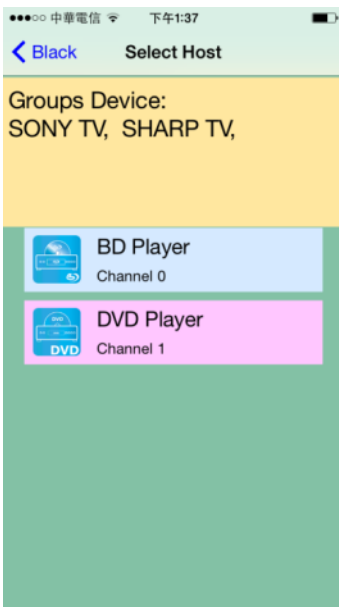 中華電信 下午1:37
Black Select Host
Groups Device:
SONY TV, SHARP TV,
BD Player
Channel 0
DVD Player
DVD
Channel 1